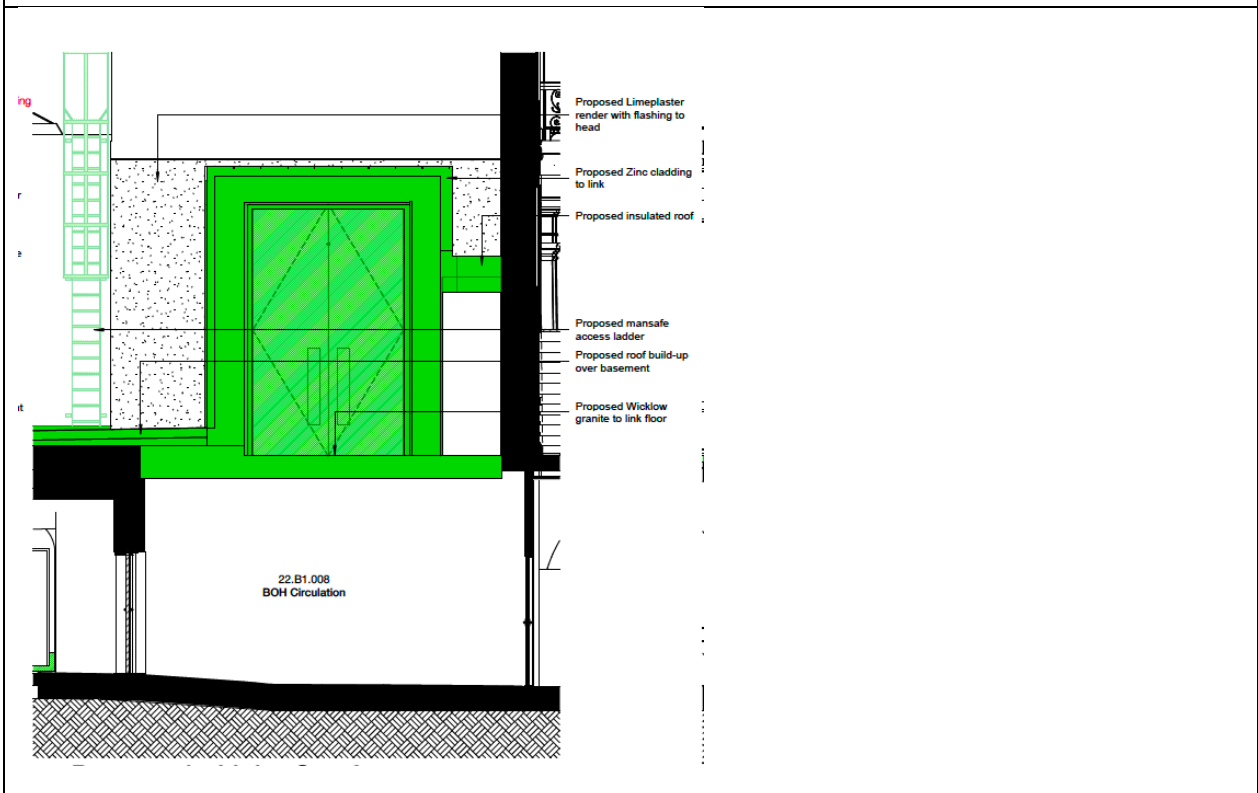 ing
r
e
nt
Proposed Limeplaster
render with flashing to
head
Proposed Zinc cladding
to link
Proposed insulated roof
Proposed mansafe
access ladder
Proposed roof build-up
over basement
Proposed Wicklow
granite to link floor
22.B1.008
BOH Circulation